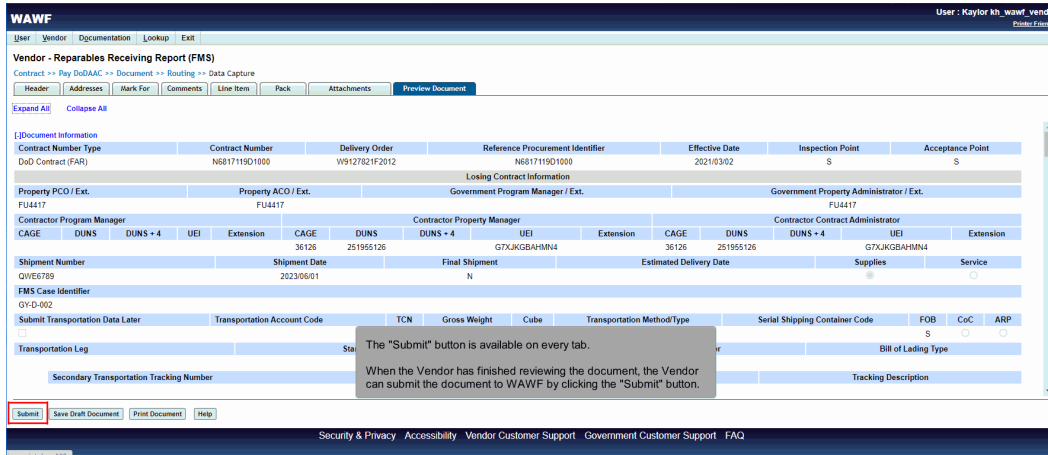 WAWF
User : Kaylor kh_wawf_vend
Printer Frien
User Vendor Documentation Lookup Exit
Vendor - Reparables Receiving Report (FMS)
Contract >> Pay DoDAAC >> Document >> Routing >> Data Capture
Header Addresses Mark For Comments Line Item Pack Attachments Preview Document
Expand All Collapse All
[-]Document Information
Contract Number Type Contract Number Delivery Order Reference Procurement Identifier Effective Date Inspection Point Acceptance Point
DoD Contract (FAR) N6817119D1000 W9127821F2012 N6817119D1000 2021/03/02 S S
Losing Contract Information
Property PCO / Ext. Property ACO / Ext. Government Program Manager / Ext. Government Property Administrator / Ext.
FU4417 FU4417 FU4417
Contractor Program Manager Contractor Property Manager Contractor Contract Administrator
CAGE DUNS DUNS + 4 UEI Extension CAGE DUNS DUNS + 4 UEI Extension CAGE DUNS DUNS + 4 UEI Extension
36126 251955126 G7XJKGBAHMN4 36126 251955126 G7XJKGBAHMN4
Shipment Number Shipment Date Final Shipment Estimated Delivery Date Supplies Service
QWE6789 2023/06/01 N
FMS Case Identifier
GY-D-002
Submit Transportation Data Later Transportation Account Code TCN Gross Weight Cube Transportation Method/Type Serial Shipping Container Code FOB CoC ARP
S
Transportation Leg Sta r Bill of Lading Type
Secondary Transportation Tracking Number Tracking Description
The "Submit" button is available on every tab.
When the Vendor has finished reviewing the document, the Vendor
can submit the document to WAWF by clicking the "Submit" button.
Submit Save Draft Document Print Document Help
Security & Privacy Accessibility Vendor Customer Support Government Customer Support FAQ